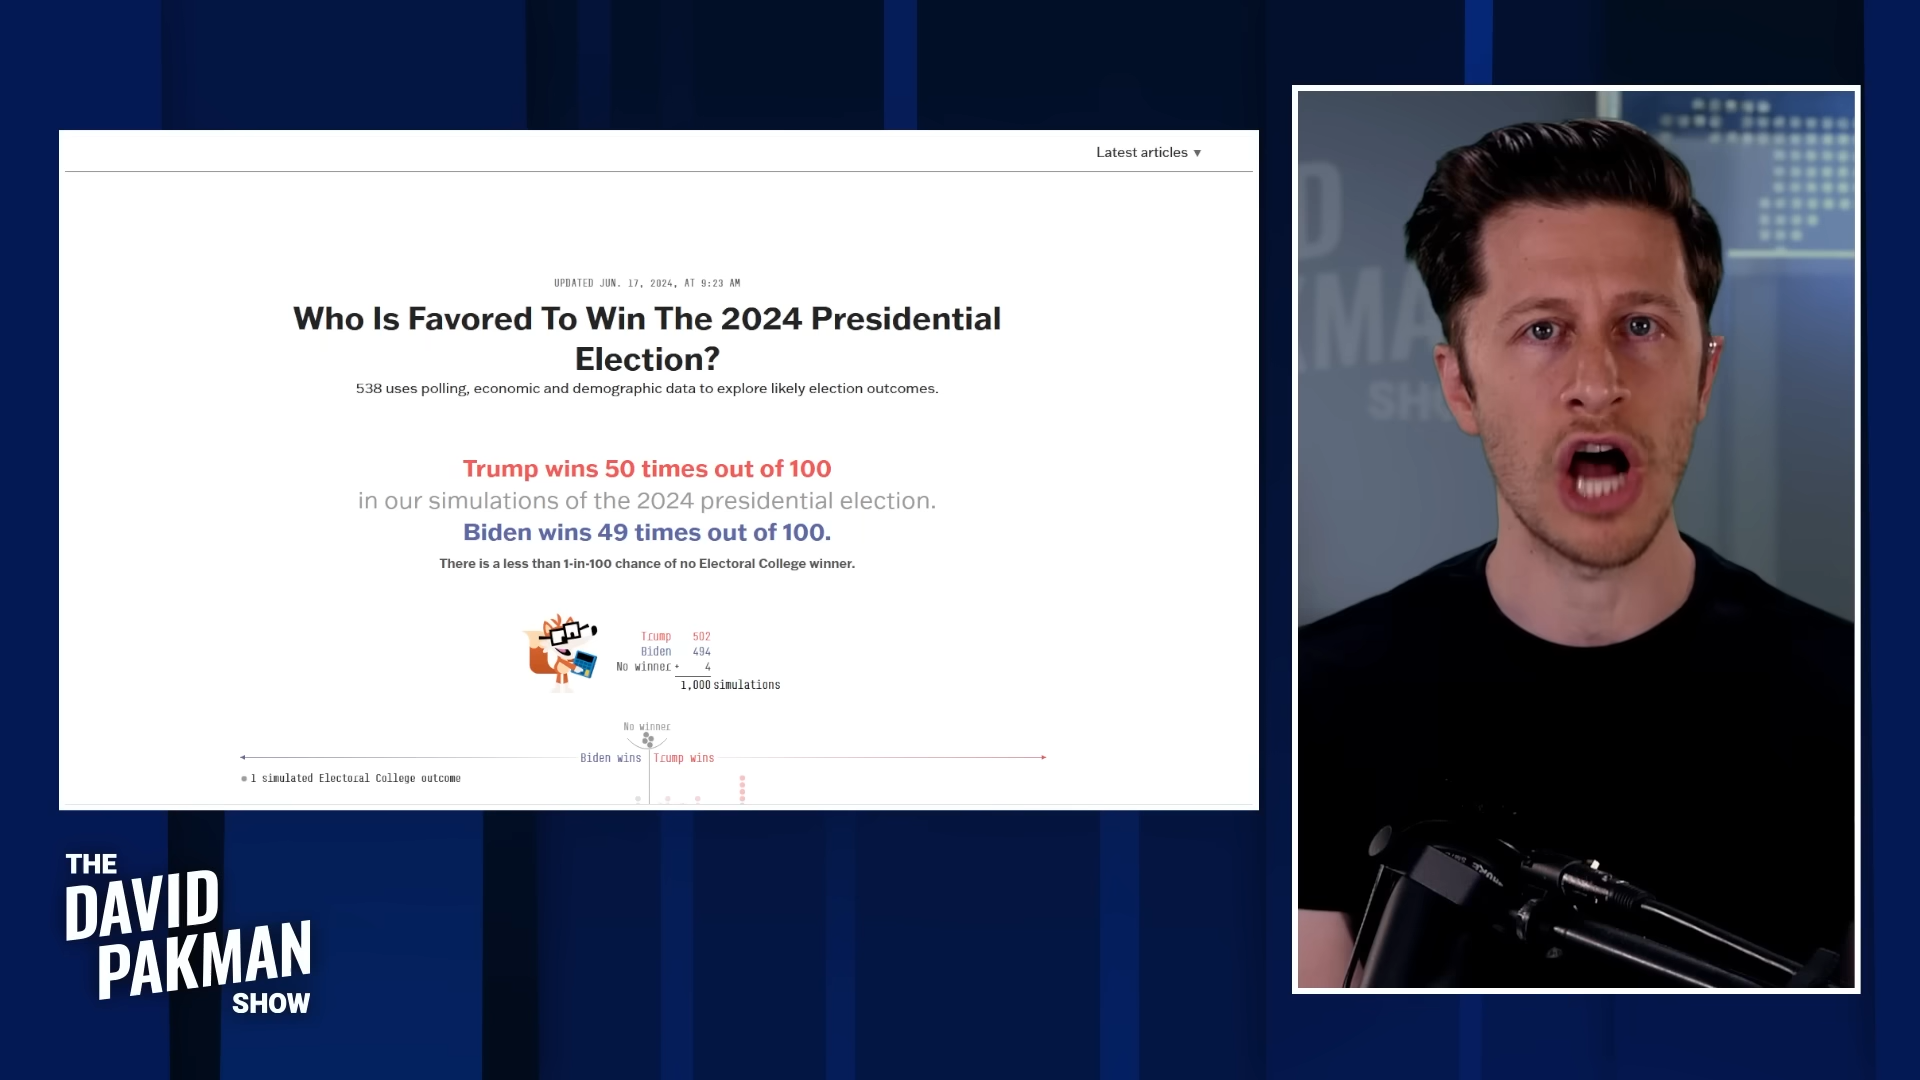 Latest articles ▼
UPDATED JUN. 17, 2024, AT 9:23 AM
Who Is Favored To Win The 2024 Presidential
Election?
538 uses polling, economic and demographic data to explore likely election outcomes.
Trump wins 50 times out of 100
in our simulations of the 2024 presidential election.
Biden wins 49 times out of 100.
There is a less than 1-in-100 chance of no Electoral College winner.
Trump 502
Biden 494
No winner + 4
1,000 simulations
No winner
Biden wins Trump wins
1 simulated Electoral College outcome
THE
DAVID
PAKMAN
SHOW
D
KMA
SHO